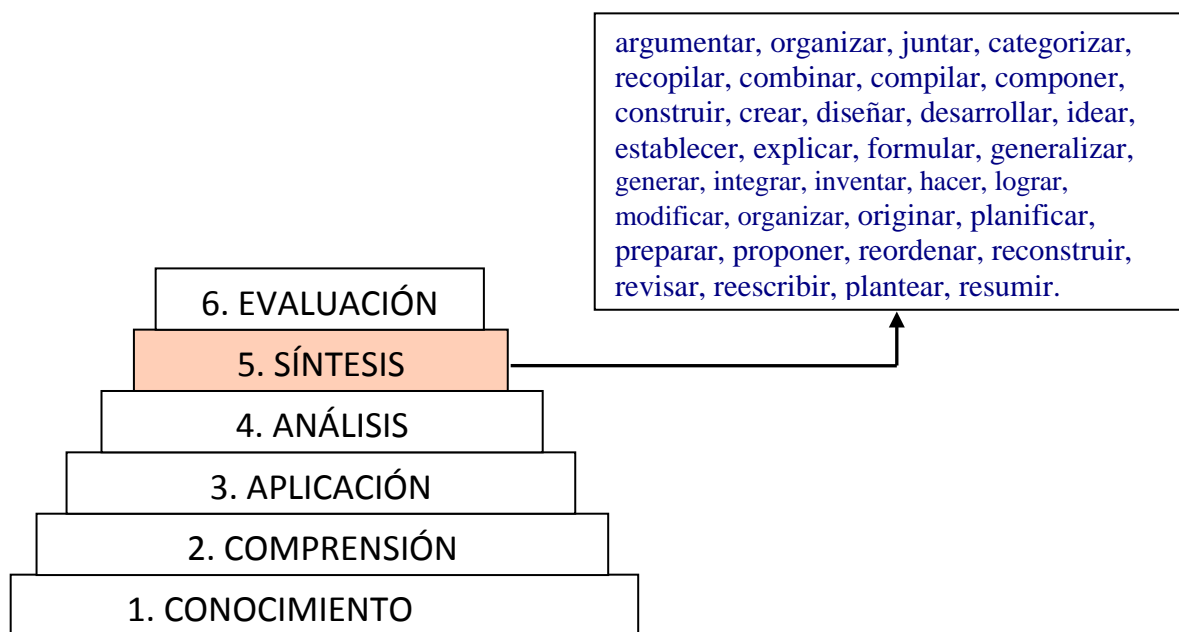 argumentar, organizar, juntar, categorizar,
recopilar, combinar, compilar, componer,
construir, crear, diseñar, desarrollar, idear,
establecer, explicar, formular, generalizar,
generar, integrar, inventar, hacer, lograr,
modificar, organizar, originar, planificar,
preparar, proponer, reordenar, reconstruir,
revisar, reescribir, plantear, resumir.
6. EVALUACIÓN
5. SÍNTESIS
4. ANÁLISIS
3. APLICACIÓN
2. COMPRENSIÓN
1. CONOCIMIENTO